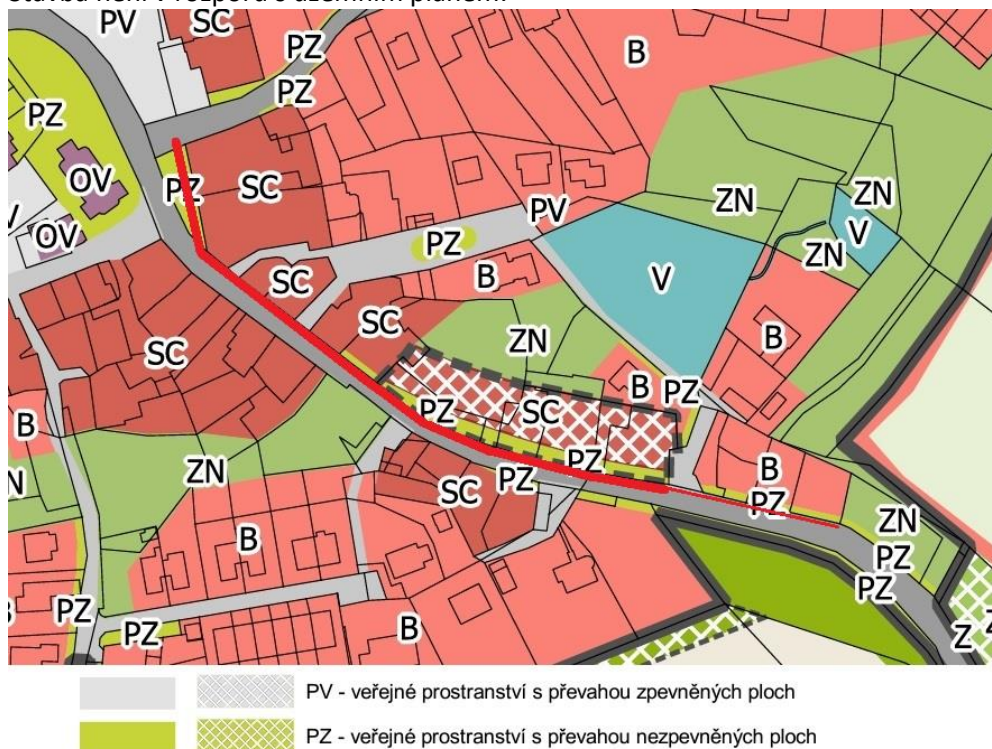 Stavba není v rozporu s územním plánem.
PV SC
PZ
PZ B
PZ
OV PZ SC ZN ZN
OV PV V
PZ ZN
SC B V
SC SC
B ZN B
PZ B PZ
SC
B PZ B
ZN PZ
N SC PZ ZN
B PZ
PZ PZ
PZ B Z
PV - veřejné prostranství s převahou zpevněných ploch
PZ - veřejné prostranství s převahou nezpevněných ploch